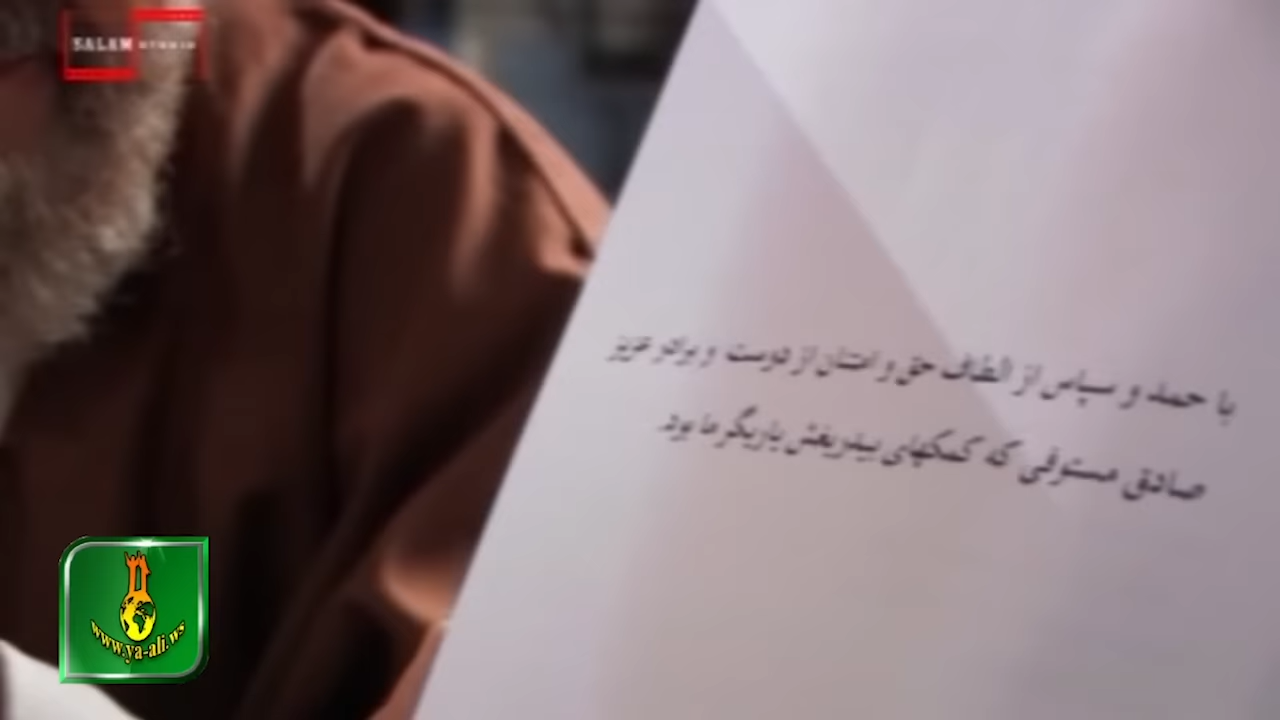 SALAM STUDIO
با حمد و سپاس از الطاف حق و امتنان از دوست و برادر عزیز
صادق مستوفی که کمکهای بیدریغش یاریگر ما بود.
www.ya-ali.ws